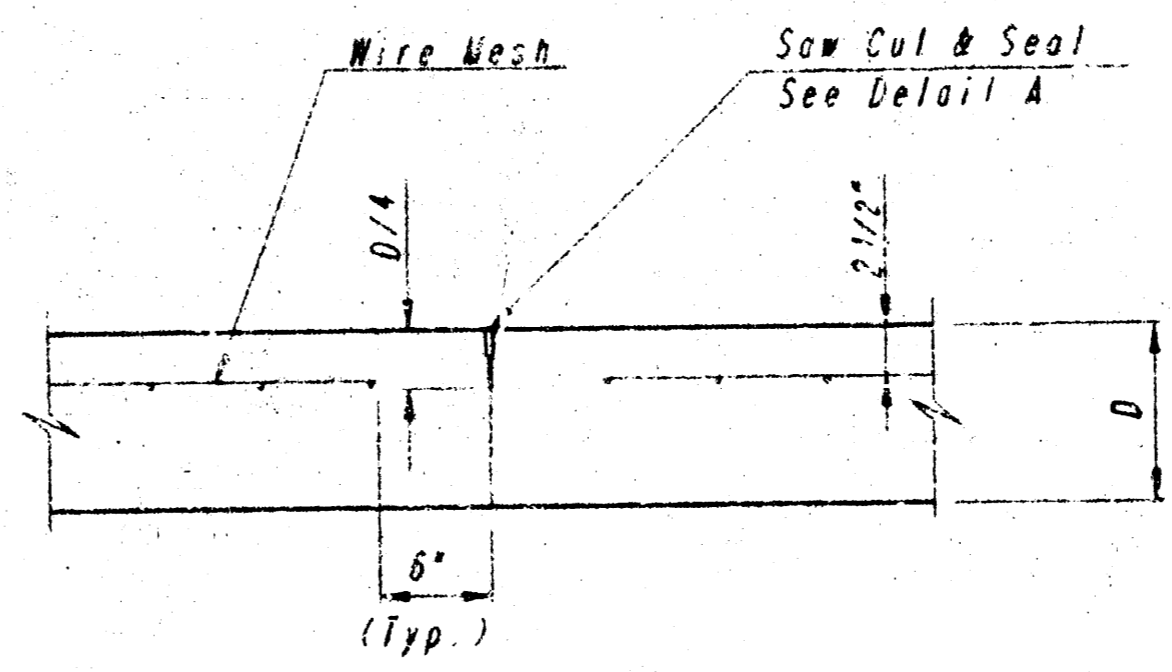 Wire Mesh
Saw Cut & Seal
See Detail A
D/4
2 1/2"
D
6"
(Typ.)